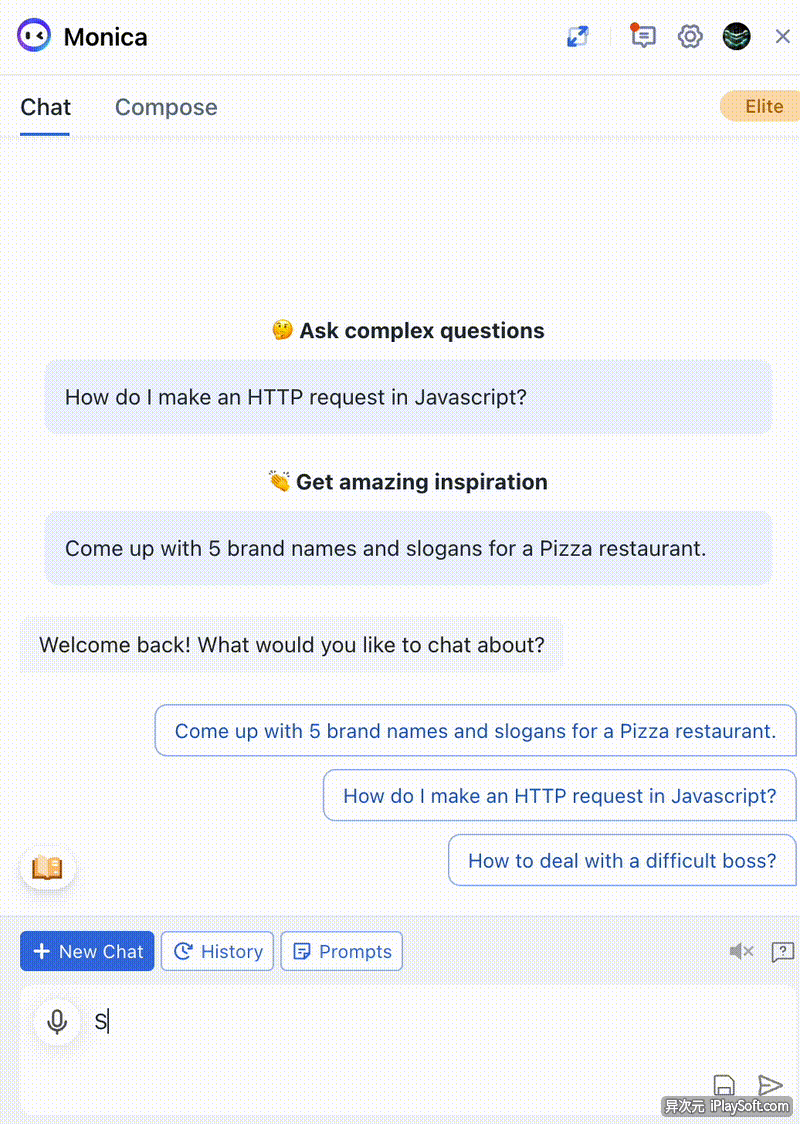 Monica
Chat
Compose
Elite
🤔 Ask complex questions
How do I make an HTTP request in Javascript?
👏 Get amazing inspiration
Come up with 5 brand names and slogans for a Pizza restaurant.
Welcome back! What would you like to chat about?
Come up with 5 brand names and slogans for a Pizza restaurant.
How do I make an HTTP request in Javascript?
How to deal with a difficult boss?
+ New Chat
History
Prompts
S
异次元 iPlaySoft.com